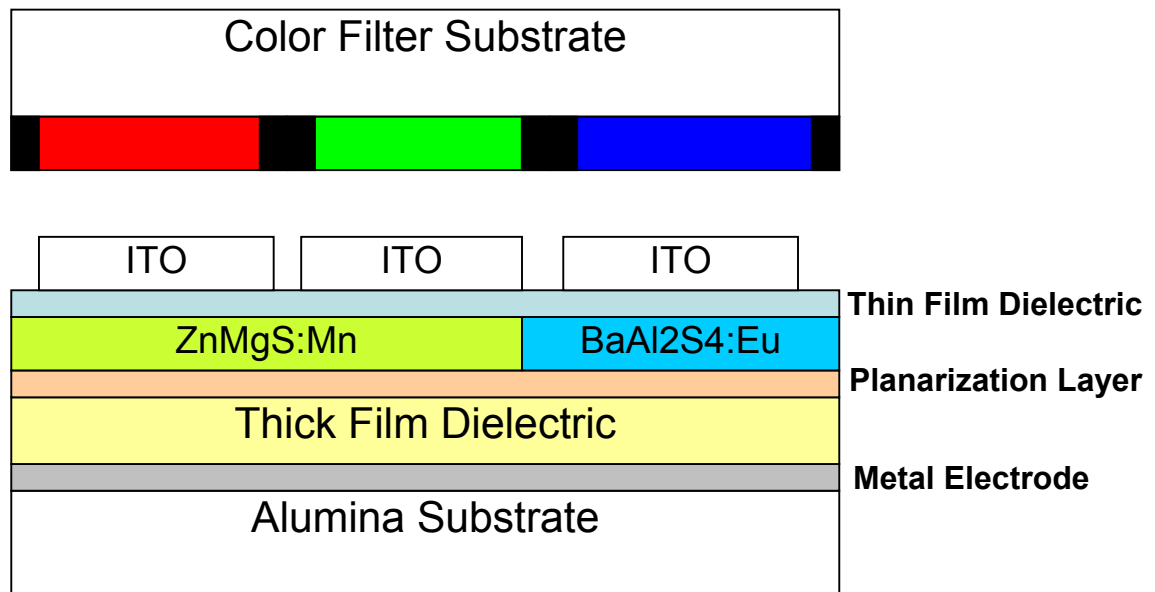 Color Filter Substrate
ITO
ITO
ITO
Thin Film Dielectric
ZnMgS:Mn
BaAl2S4:Eu
Planarization Layer
Thick Film Dielectric
Metal Electrode
Alumina Substrate